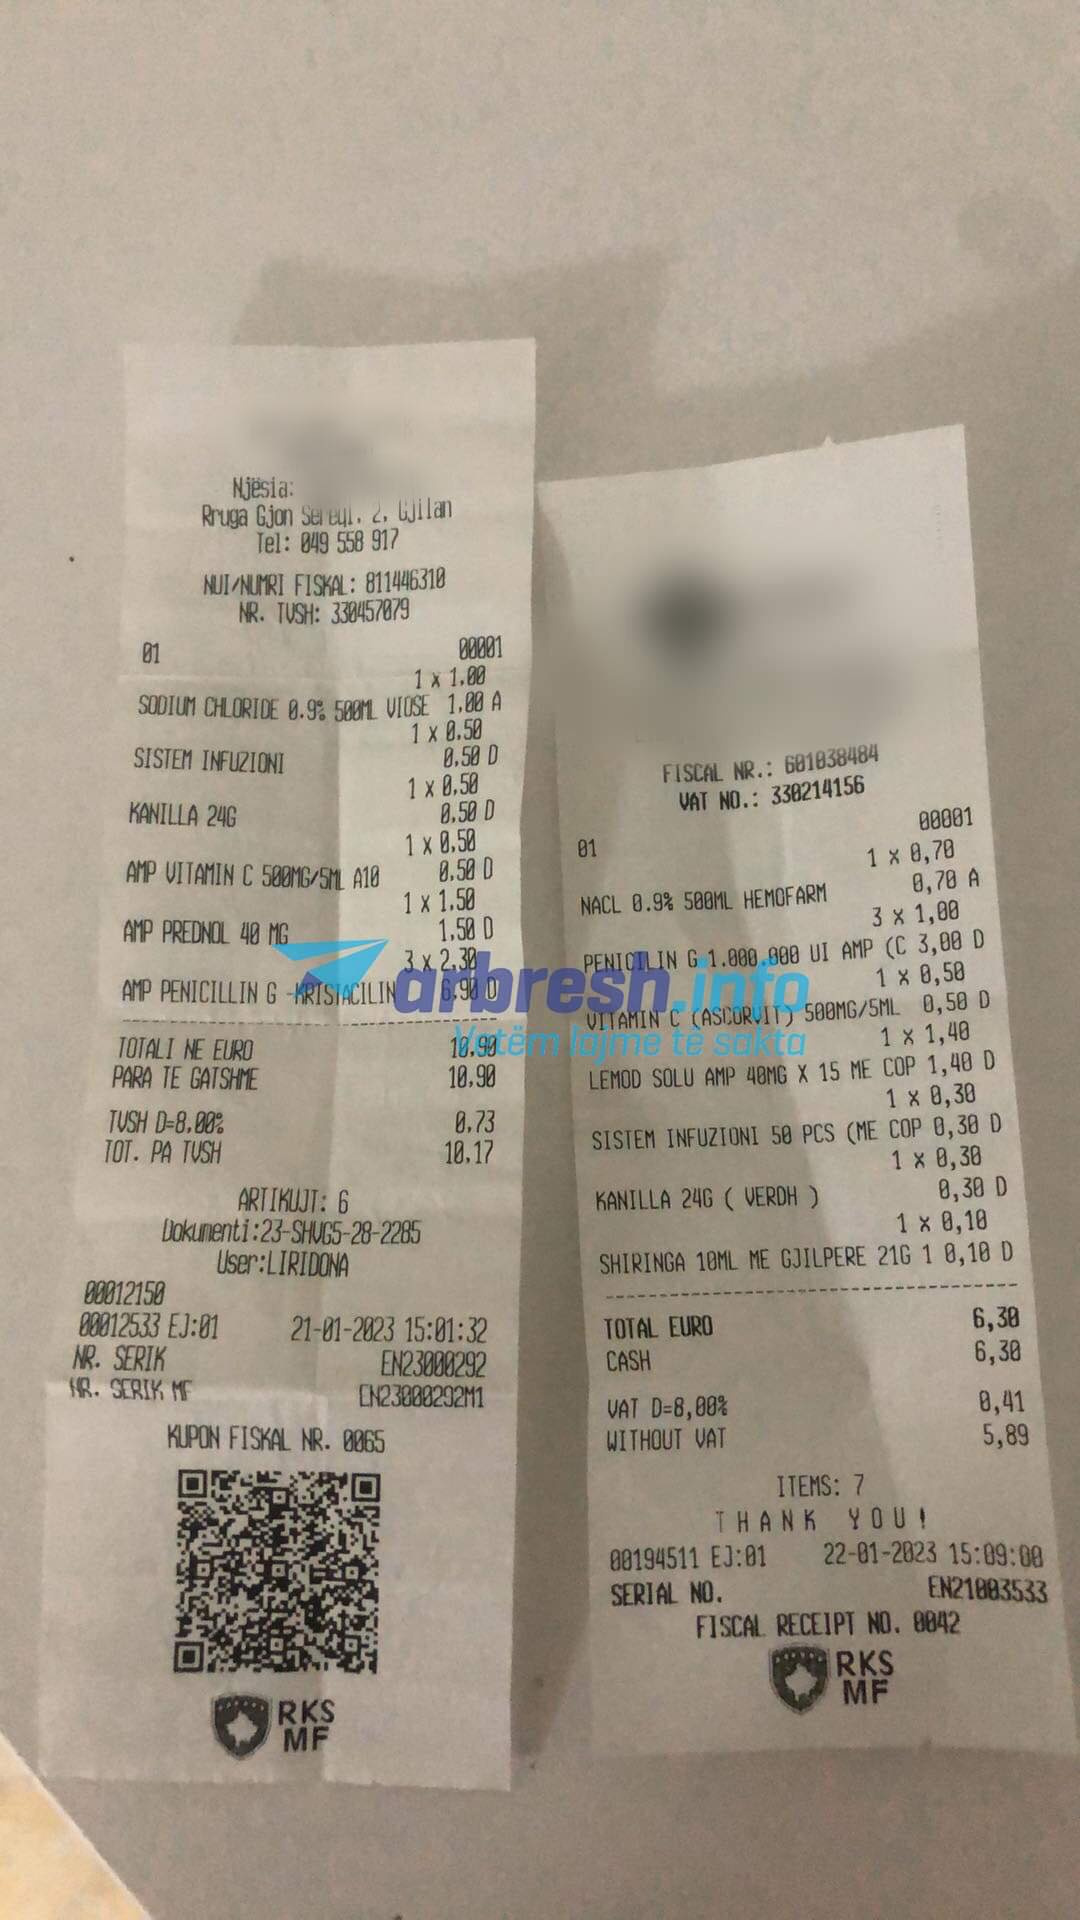 Njësia:
Rruga Gjon Sereqi, 2, Gjilan
Tel: 049 558 917
NUI/NUMRI FISKAL: 811446310
NR. TVSH: 330457079
01 00001
1 x 1.00
SODIUM CHLORIDE 0.9% 500ML VIOSE 1.00 A
1 x 0.50
SISTEM INFUZIONI 0.50 D
1 x 0.50
KANILLA 24G 0.50 D
1 x 0.50
AMP VITAMIN C 500MG/5ML A10 0.50 D
1 x 1.50
AMP PREDNOL 40 MG 1.50 D
3 x 2.30
AMP PENICILLIN G -KRISIACILIN 6.90 D
TOTALI NE EURO 10.90
PARA TE GATSHME 10.90
TVSH D=8.00% 0.73
TOT. PA TVSH 10.17
ARTIKUJT: 6
Dokumenti:23-SHVG5-28-2285
User:LIRIDONA
00012150
00012533 EJ:01 21-01-2023 15:01:32
NR. SERIK EN23000292
NR. SERIK MF EN23000292M1
KUPON FISKAL NR. 0065
RKS
MF
FISCAL NR.: 601038484
VAT NO.: 330214156
01 00001
1 x 0,70
NACL 0.9% 500ML HEMOFARM 0,70 A
3 x 1,00
PENICILIN G 1.000.000 UI AMP (C 3,00 D
1 x 0,50
VITAMIN C (ASCORVIT) 500MG/5ML 0,50 D
1 x 1,40
LEMOD SOLU AMP 40MG X 15 ME COP 1,40 D
1 x 0,30
SISTEM INFUZIONI 50 PCS (ME COP 0,30 D
1 x 0,30
KANILLA 24G ( VERDH ) 0,30 D
1 x 0,10
SHIRINGA 10ML ME GJILPERE 21G 1 0,10 D
TOTAL EURO 6,30
CASH 6,30
VAT D=8,00% 0,41
WITHOUT VAT 5,89
ITEMS: 7
THANK YOU!
00194511 EJ:01 22-01-2023 15:09:00
SERIAL NO. EN21003533
FISCAL RECEIPT NO. 0042
RKS
MF
arbresh.info
Vetëm lajme të sakta